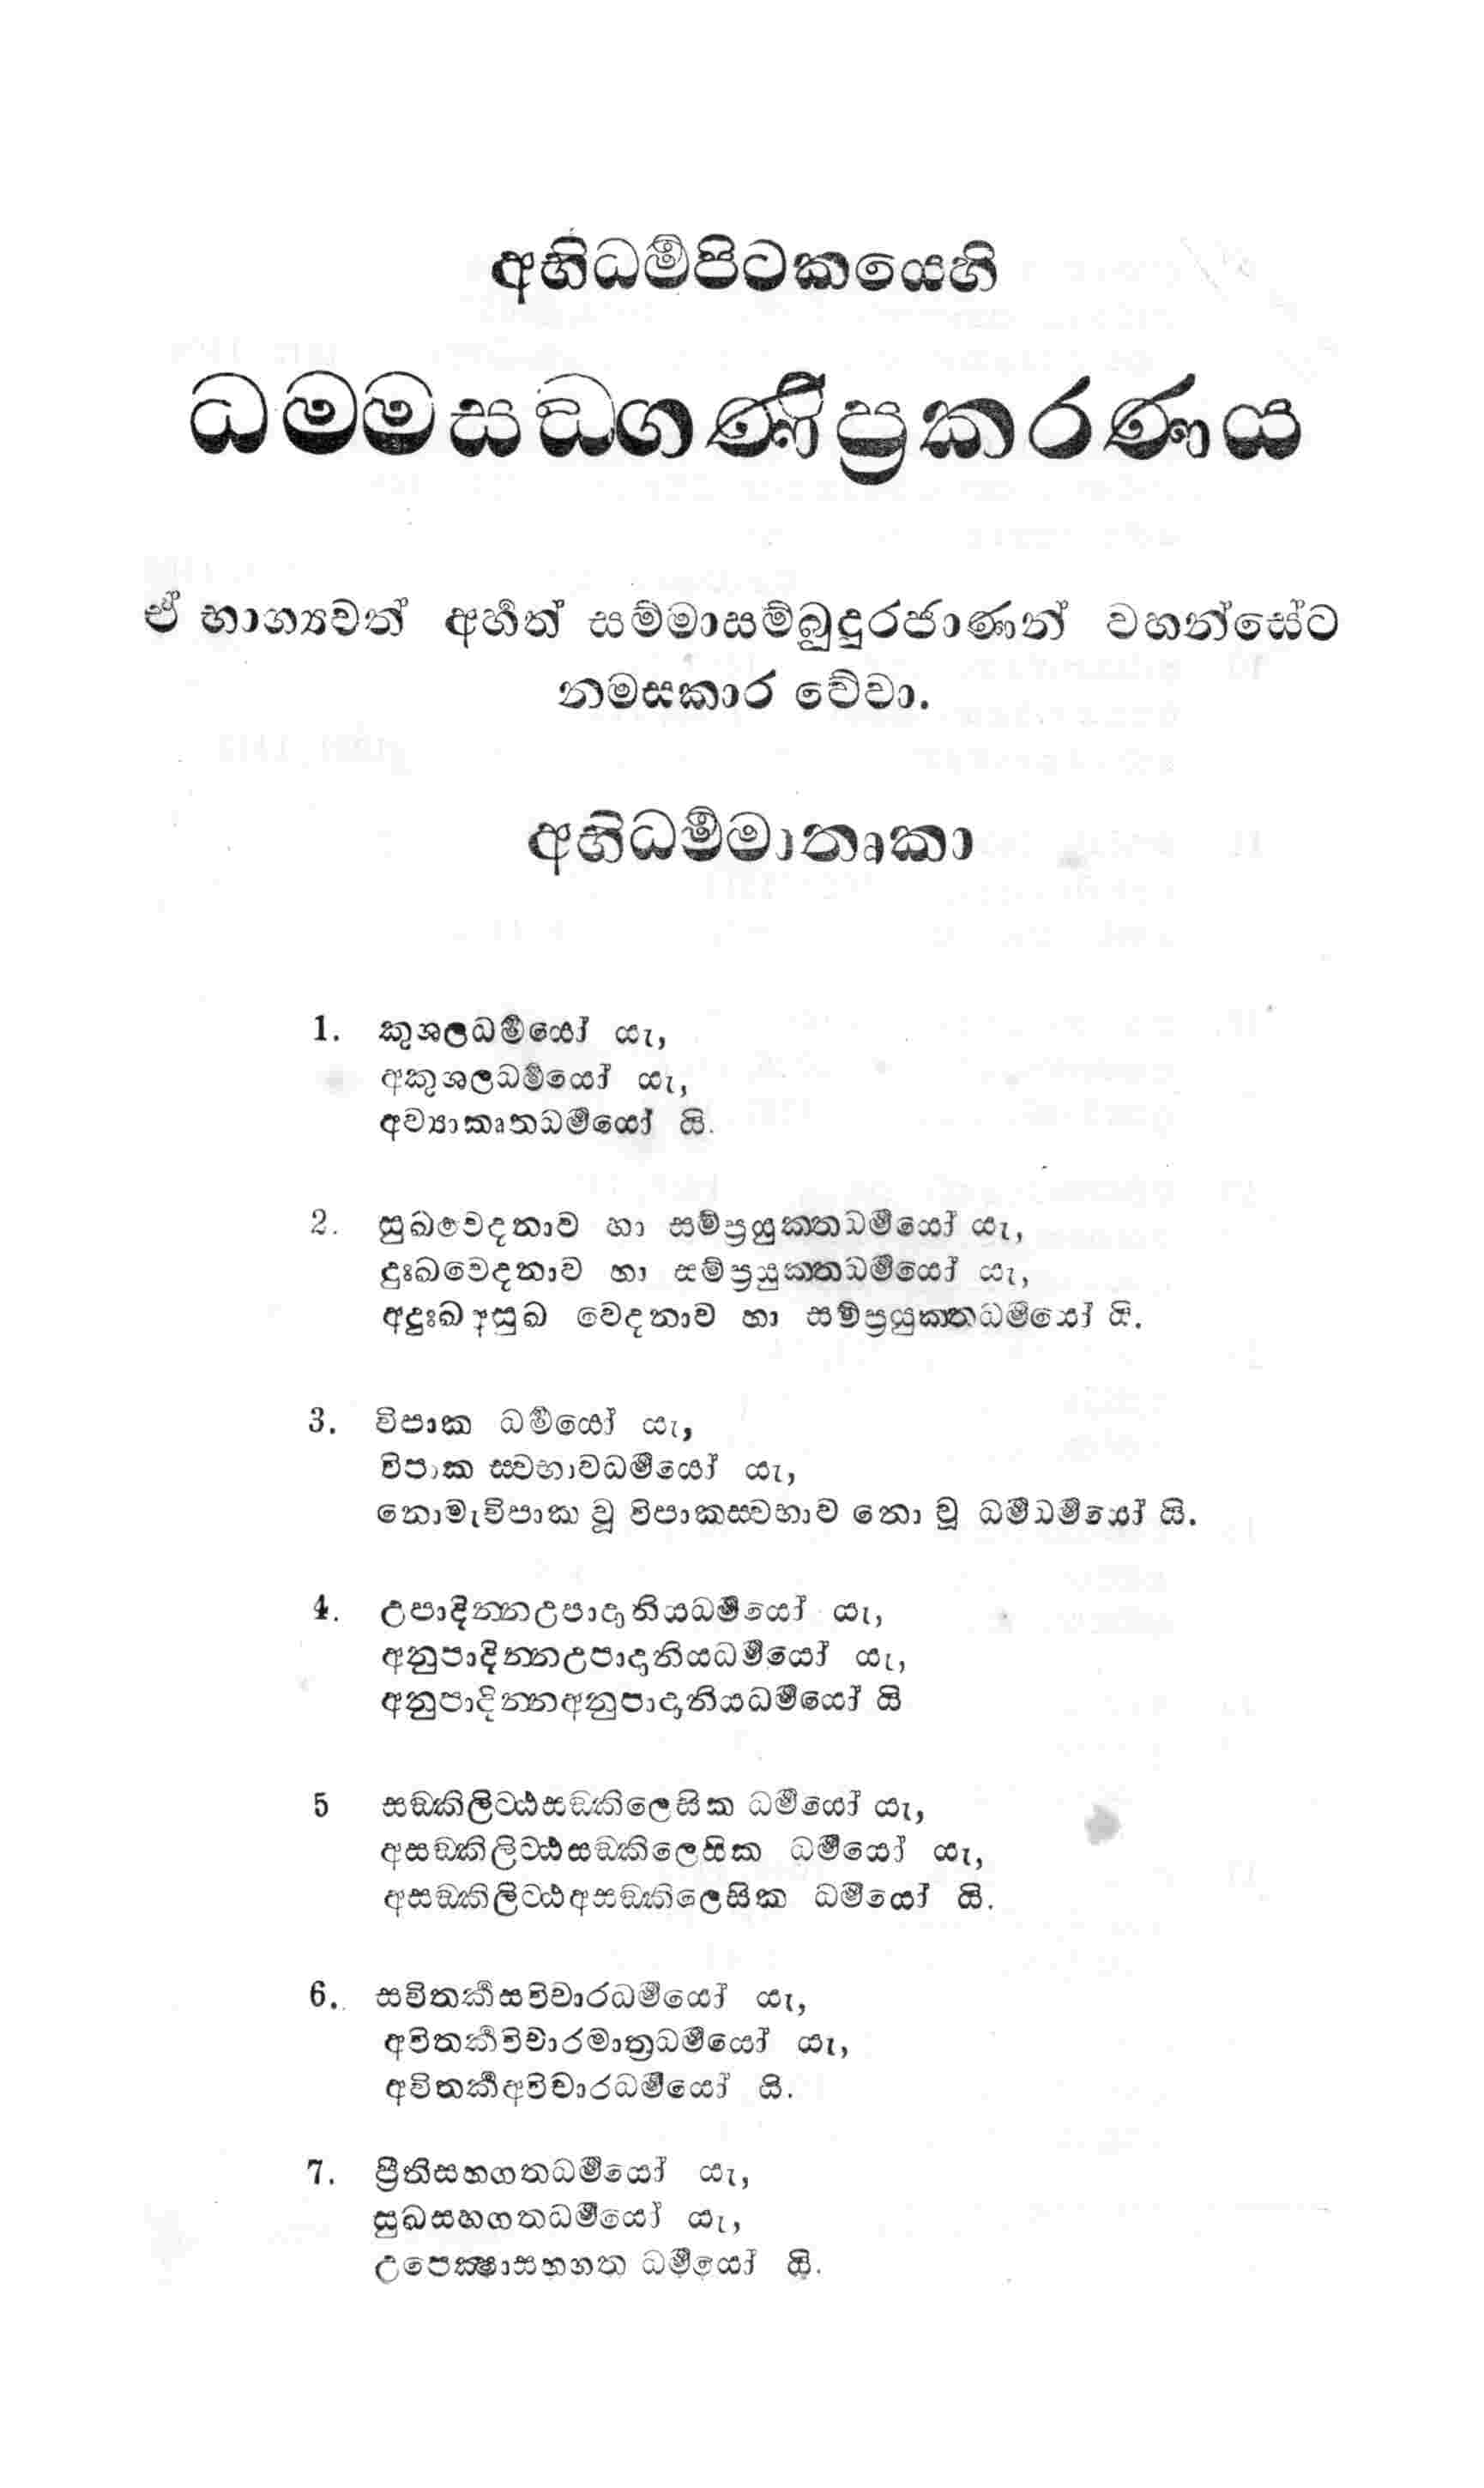 අභිධර්‍මපිටකයෙහි
ධම්‍මසඞ්‍ගණිප්‍රකරණය
ඒ භාග්‍යවත් අර්‍හත් සම්මාසම්බුදුරජාණන් වහන්සේට
නමස්‍කාර වේවා.
අභිධර්‍මමාතෘකා
1. කුශලධර්‍මයෝ යැ,
අකුශලධර්‍මයෝ යැ,
අව්‍යාකෘතධර්‍මයෝ යි.
2. සුඛවෙදනාව හා සම්ප්‍රයුක්‍තධර්‍මයෝ යැ,
දුඃඛවෙදනාව හා සම්ප්‍රයුක්‍තධර්‍මයෝ යැ,
අදුඃඛඅසුඛ වෙදනාව හා සම්ප්‍රයුක්‍තධර්‍මයෝ යි.
3. විපාක ධර්‍මයෝ යැ,
විපාක ස්‍වභාවධර්‍මයෝ යැ,
නොමැවිපාක වූ විපාකස්‍වභාව නො වූ ධර්‍මධර්‍මයෝ යි.
4. උපාදින්‍නඋපාදානියධර්‍මයෝ යැ,
අනුපාදින්‍නඋපාදානියධර්‍මයෝ යැ,
අනුපාදින්‍නඅනුපාදානියධර්‍මයෝ යි
5 සඞ්‍කිලිට්‍ඨසඞ්‍කිලෙසික ධර්‍මයෝ යැ,
අසඞ්‍කිලිට්‍ඨසඞ්‍කිලෙසික ධර්‍මයෝ යැ,
අසඞ්‍කිලිට්‍ඨඅසඞ්‍කිලෙසික ධර්‍මයෝ යි.
6. සවිතර්‍කසවිචාරධර්‍මයෝ යැ,
අවිතර්‍කවිචාරමාත්‍රධර්‍මයෝ යැ,
අවිතර්‍කඅවිචාරධර්‍මයෝ යි.
7. ප්‍රීතිසහගතධර්‍මයෝ යැ,
සුඛසහගතධර්‍මයෝ යැ,
උපෙක්‍ෂාසහගත ධර්‍මයෝ යි.